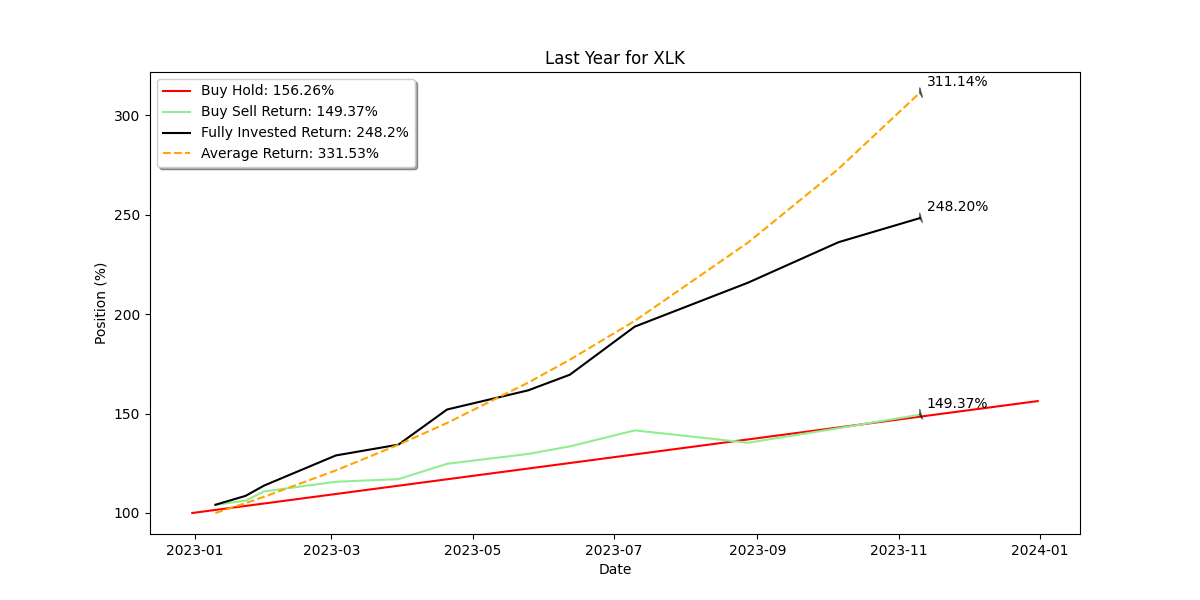 Last Year for XLK
Buy Hold: 156.26%
Buy Sell Return: 149.37%
Fully Invested Return: 248.2%
Average Return: 331.53%
311.14%
248.20%
149.37%
Position (%)
300
250
200
150
100
2023-01
2023-03
2023-05
2023-07
2023-09
2023-11
2024-01
Date